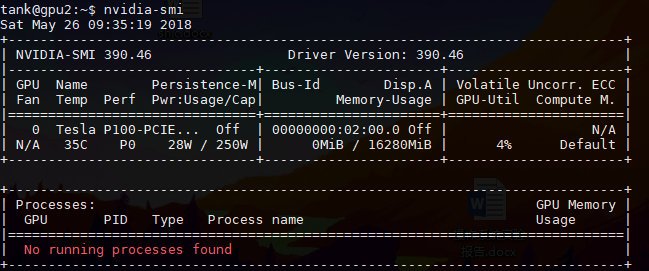 tank@gpu2:~$ nvidia-smi
Sat May 26 09:35:19 2018
+-----------------------------------------------------------------------------+
| NVIDIA-SMI 390.46                 Driver Version: 390.46                    |
|-------------------------------+----------------------+----------------------+
| GPU  Name        Persistence-M| Bus-Id        Disp.A | Volatile Uncorr. ECC |
| Fan  Temp  Perf  Pwr:Usage/Cap|         Memory-Usage | GPU-Util  Compute M. |
|===============================+======================+======================|
|   0  Tesla P100-PCIE...  Off  | 00000000:02:00.0 Off |                  N/A |
| N/A   35C    P0    28W / 250W |      0MiB / 16280MiB |      4%      Default |
+-------------------------------+----------------------+----------------------+
+-----------------------------------------------------------------------------+
| Processes:                                                       GPU Memory |
|  GPU       PID   Type   Process name                             Usage      |
|=============================================================================|
|  No running processes found                                                 |
+-----------------------------------------------------------------------------+
报告.docx